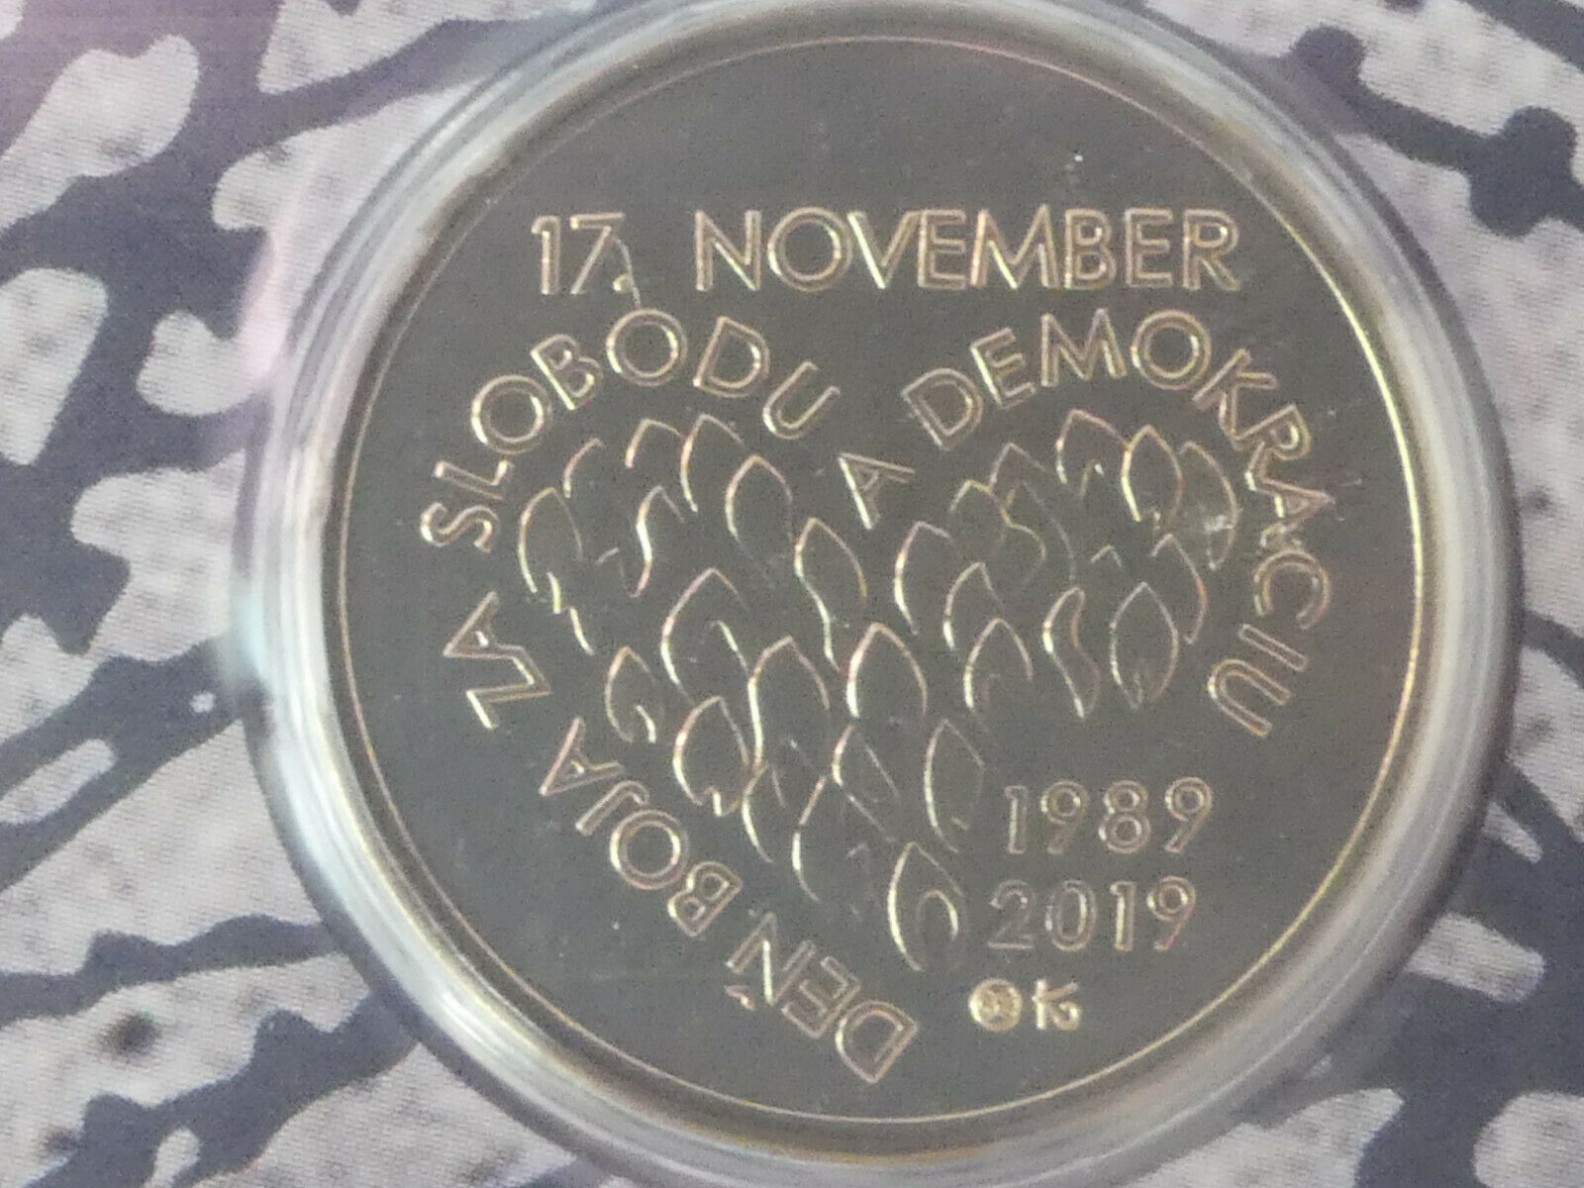 17. NOVEMBER
DEŇ BOJA ZA SLOBODU A DEMOKRACIU
1989
2019